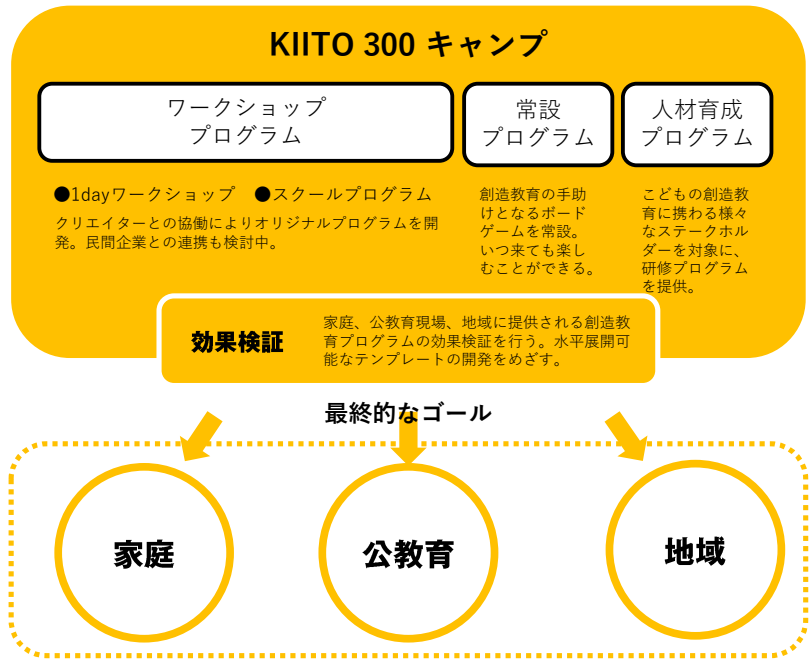 KIITO 300 キャンプ
ワークショップ
プログラム
常設
プログラム
人材育成
プログラム
●1dayワークショップ ●スクールプログラム
クリエイターとの協働によりオリジナルプログラムを開
発。民間企業との連携も検討中。
創造教育の手助
けとなるボード
ゲームを常設。
いつ来ても楽し
むことができる。
こどもの創造教
育に携わる様々
なステークホル
ダーを対象に、
研修プログラム
を提供。
効果検証
家庭、公教育現場、地域に提供される創造教
育プログラムの効果検証を行う。水平展開可
能なテンプレートの開発をめざす。
最終的なゴール
家庭
公教育
地域